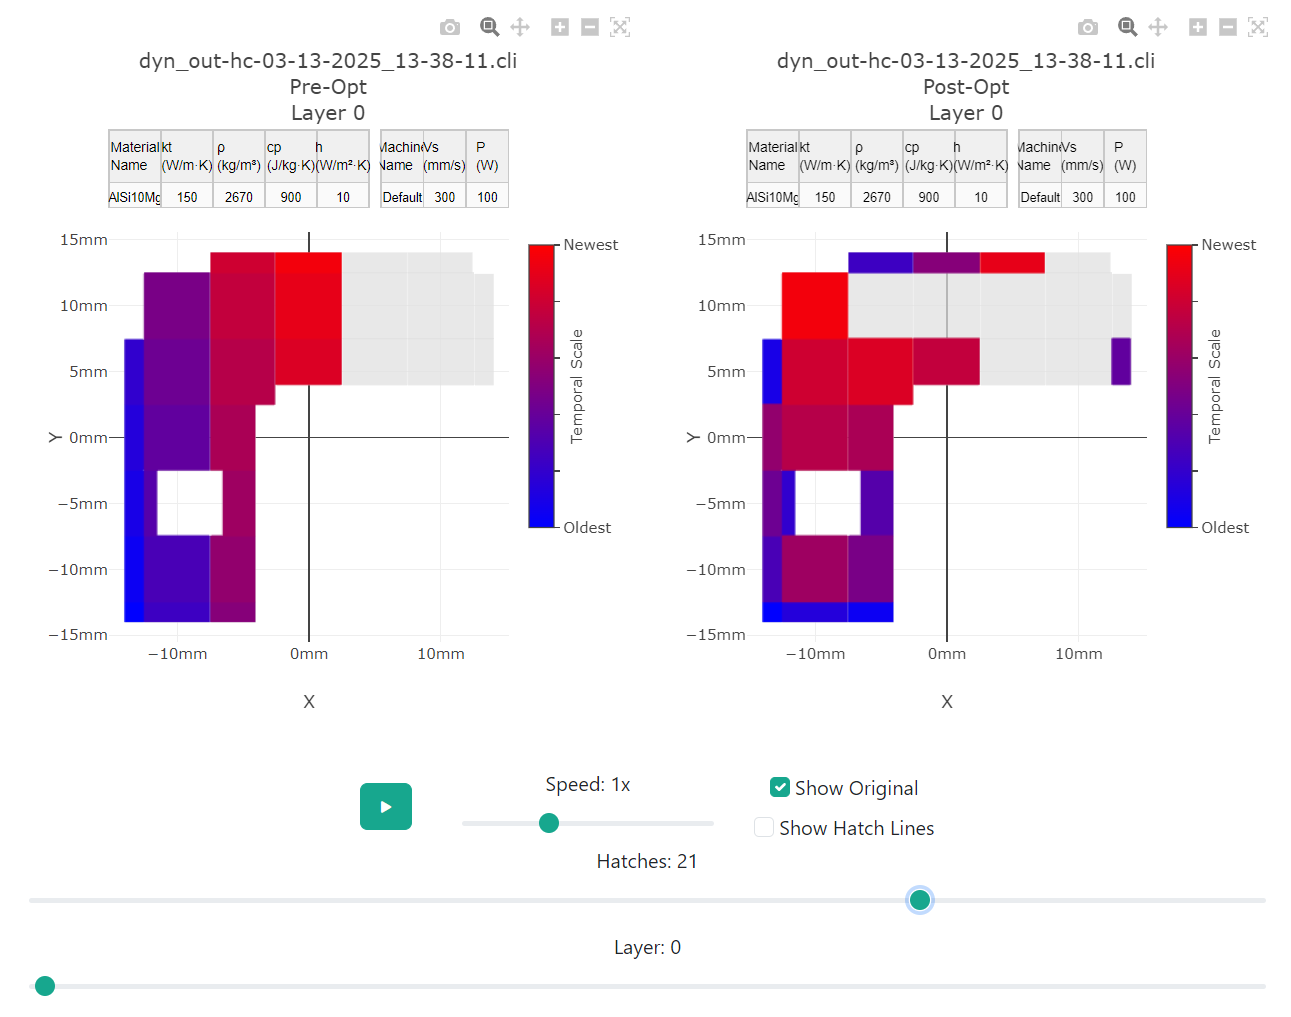 dyn_out-hc-03-13-2025_13-38-11.cli
Pre-Opt
Layer 0
Material kt ρ cp h Machine Vs P
Name (W/m·K) (kg/m³) (J/kg·K) (W/m²·K) Name (mm/s) (W)
AlSi10Mg 150 2670 900 10 Default 300 100
15mm
10mm
5mm
0mm
−5mm
−10mm
−15mm
Y
−10mm 0mm 10mm
X
Newest
Temporal Scale
Oldest
dyn_out-hc-03-13-2025_13-38-11.cli
Post-Opt
Layer 0
Material kt ρ cp h Machine Vs P
Name (W/m·K) (kg/m³) (J/kg·K) (W/m²·K) Name (mm/s) (W)
AlSi10Mg 150 2670 900 10 Default 300 100
15mm
10mm
5mm
0mm
−5mm
−10mm
−15mm
Y
−10mm 0mm 10mm
X
Newest
Temporal Scale
Oldest
Speed: 1x
Show Original
Show Hatch Lines
Hatches: 21
Layer: 0